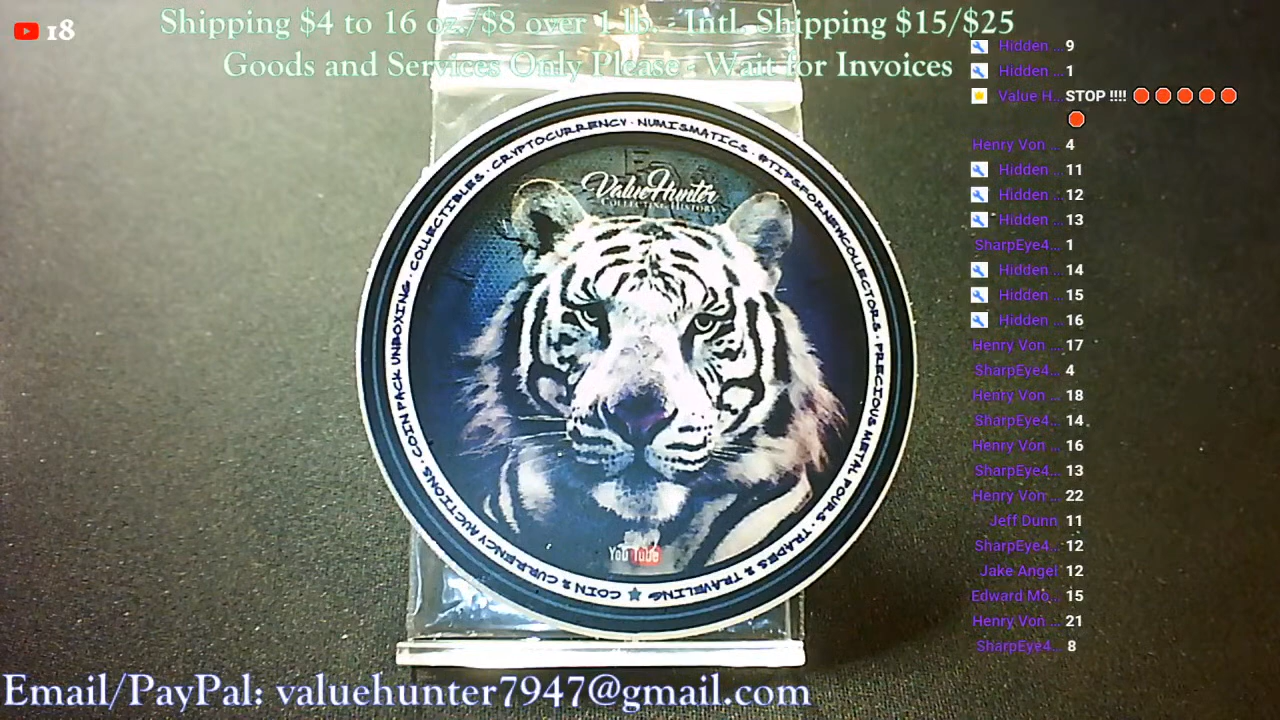 18
Shipping $4 to 16 oz./$8 over 1 lb. - Intl. Shipping $15/$25
Goods and Services Only Please - Wait for Invoices
Hidden ... 9
Hidden ... 1
Value H... STOP !!!!
Henry Von ... 4
Hidden ... 11
Hidden ... 12
Hidden ... 13
SharpEye4... 1
Hidden ... 14
Hidden ... 15
Hidden ... 16
Henry Von ... 17
SharpEye4... 4
Henry Von ... 18
SharpEye4... 14
Henry Von ... 16
SharpEye4... 13
Henry Von ... 22
Jeff Dunn 11
SharpEye4... 12
Jake Angel 12
Edward Mo... 15
Henry Von ... 21
SharpEye4... 8
COIN & CURRENCY AUCTIONS · COIN PACK UNBOXING · COLLECTIBLES · CRYPTOCURRENCY · NUMISMATICS · #TIPSFORNEWCOLLECTORS · PRECIOUS METAL POURS · TRADES & TRAVELING
ValueHunter
COLLECTING HISTORY
YouTube
Email/PayPal: valuehunter7947@gmail.com